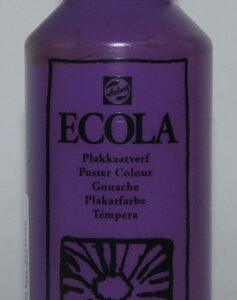 Talens
ECOLA
Plakkaatverf
Poster Colour
Gouache
Plakatfarbe
Témpera